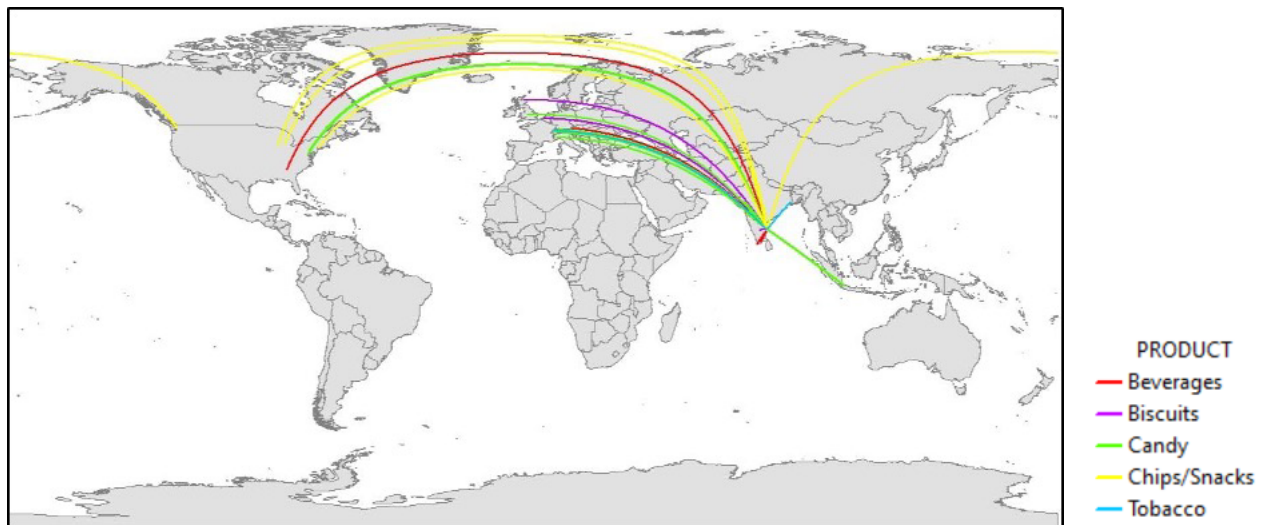 PRODUCT
Beverages
Biscuits
Candy
Chips/Snacks
Tobacco